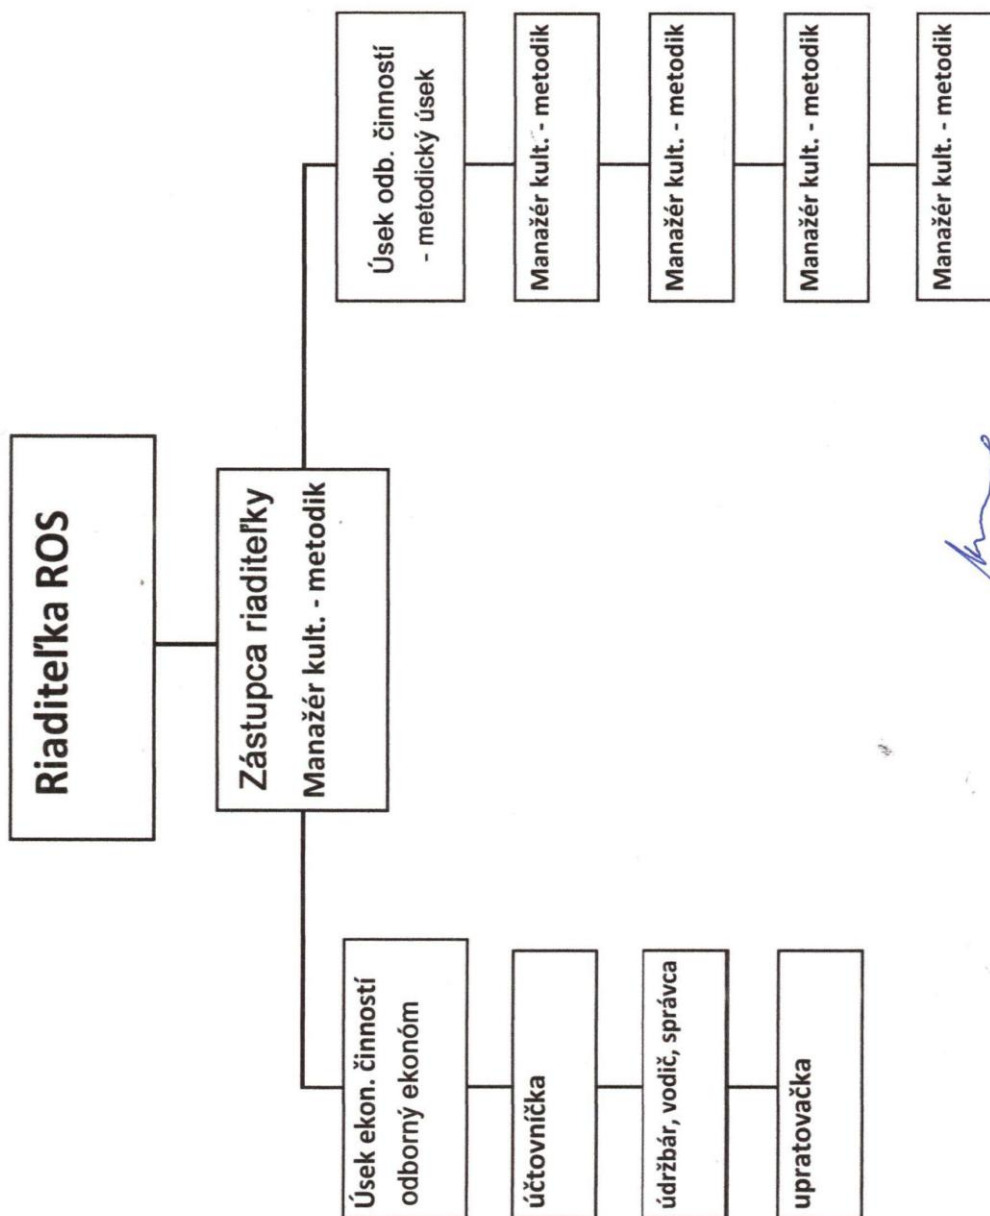 Riaditeľka ROS
Zástupca riaditeľky
Manažér kult. - metodik
Úsek ekon. činností
odborný ekonóm
účtovníčka
údržbár, vodič, správca
upratovačka
Úsek odb. činností
- metodický úsek
Manažér kult. - metodik
Manažér kult. - metodik
Manažér kult. - metodik
Manažér kult. - metodik